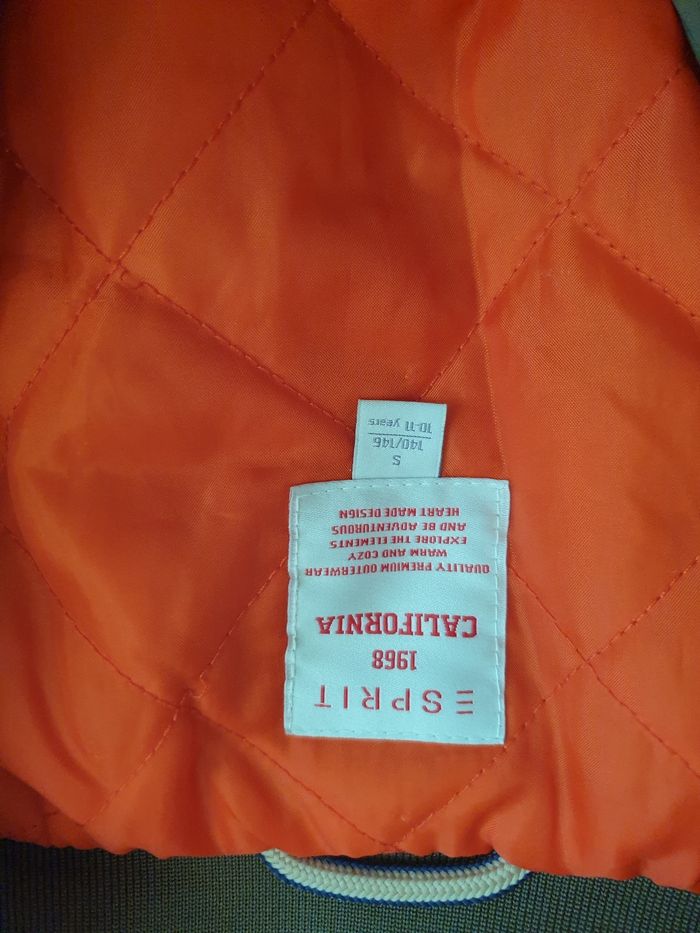 ESPRIT
1968
CALIFORNIA
QUALITY PREMIUM OUTERWEAR
WARM AND COZY
EXPLORE THE ELEMENTS
AND BE ADVENTUROUS
HEART MADE DESIGN
S
140/146
10-11 years